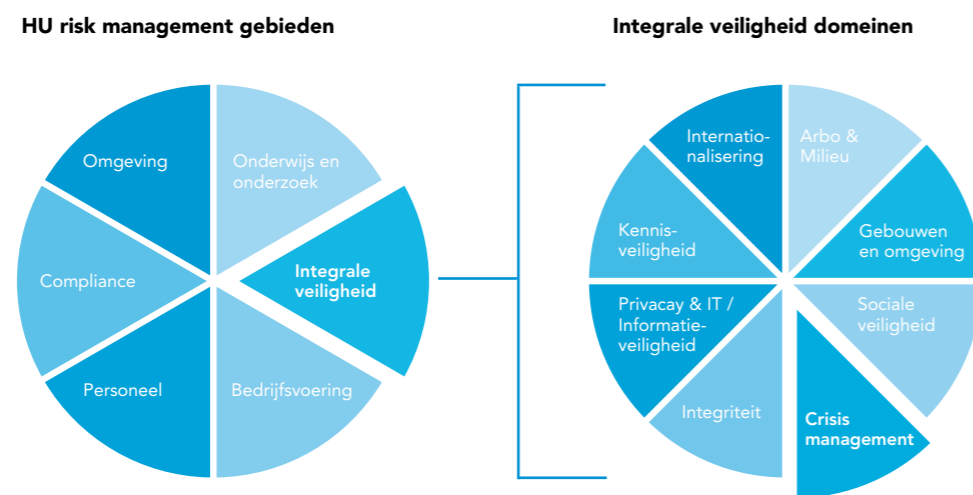 HU risk management gebieden
Omgeving
Onderwijs en
onderzoek
Compliance
Integrale
veiligheid
Personeel
Bedrijfsvoering
Integrale veiligheid domeinen
Internatio-
nalisering
Arbo &
Milieu
Kennis-
veiligheid
Gebouwen
en omgeving
Privacay & IT /
Informatie-
veiligheid
Sociale
veiligheid
Integriteit
Crisis
management